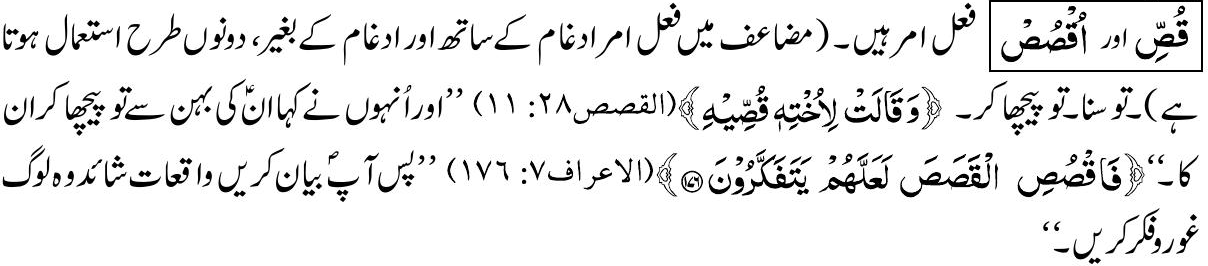 قُصِّ اور اُقْصُصْ فعل امر ہیں۔ (مضاعف میں فعل امر ادغام کے ساتھ اور ادغام کے بغیر، دونوں طرح استعمال ہوتا
ہے)۔ تو سنا۔ تو پیچھا کر۔ ﴿وَقَالَتْ لِاُخْتِهٖ قُصِّيْهِ﴾ (القصص۲۸: ۱۱) ’’اور اُنہوں نے کہا انؑ کی بہن سے تو پیچھا کر ان
کا۔‘‘ ﴿فَاقْصُصِ الْقَصَصَ لَعَلَّهُمْ يَتَفَكَّرُوْنَ ۝۱۷۶﴾ (الاعراف۷: ۱۷۶) ’’پس آپؐ بیان کریں واقعات شائد وہ لوگ
غور و فکر کریں۔‘‘